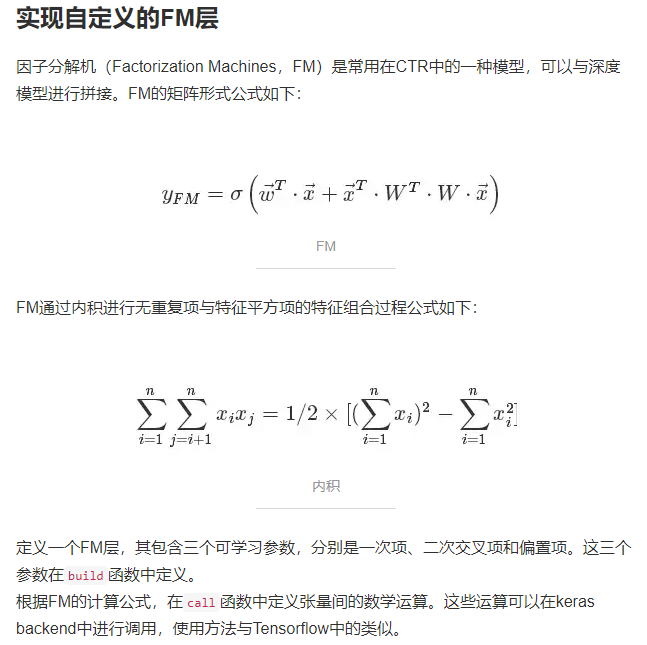 实现自定义的FM层
因子分解机（Factorization Machines，FM）是常用在CTR中的一种模型，可以与深度
模型进行拼接。FM的矩阵形式公式如下：
y_{FM} = σ(\vec{w}^T · \vec{x} + \vec{x}^T · W^T · W · \vec{x})
FM
FM通过内积进行无重复项与特征平方项的特征组合过程公式如下：
\sum_{i=1}^{n} \sum_{j=i+1}^{n} x_i x_j = 1/2 × [(\sum_{i=1}^{n} x_i)^2 − \sum_{i=1}^{n} x_i^2]
内积
定义一个FM层，其包含三个可学习参数，分别是一次项、二次交叉项和偏置项。这三个
参数在 build 函数中定义。
根据FM的计算公式，在 call 函数中定义张量间的数学运算。这些运算可以在keras
backend中进行调用，使用方法与Tensorflow中的类似。